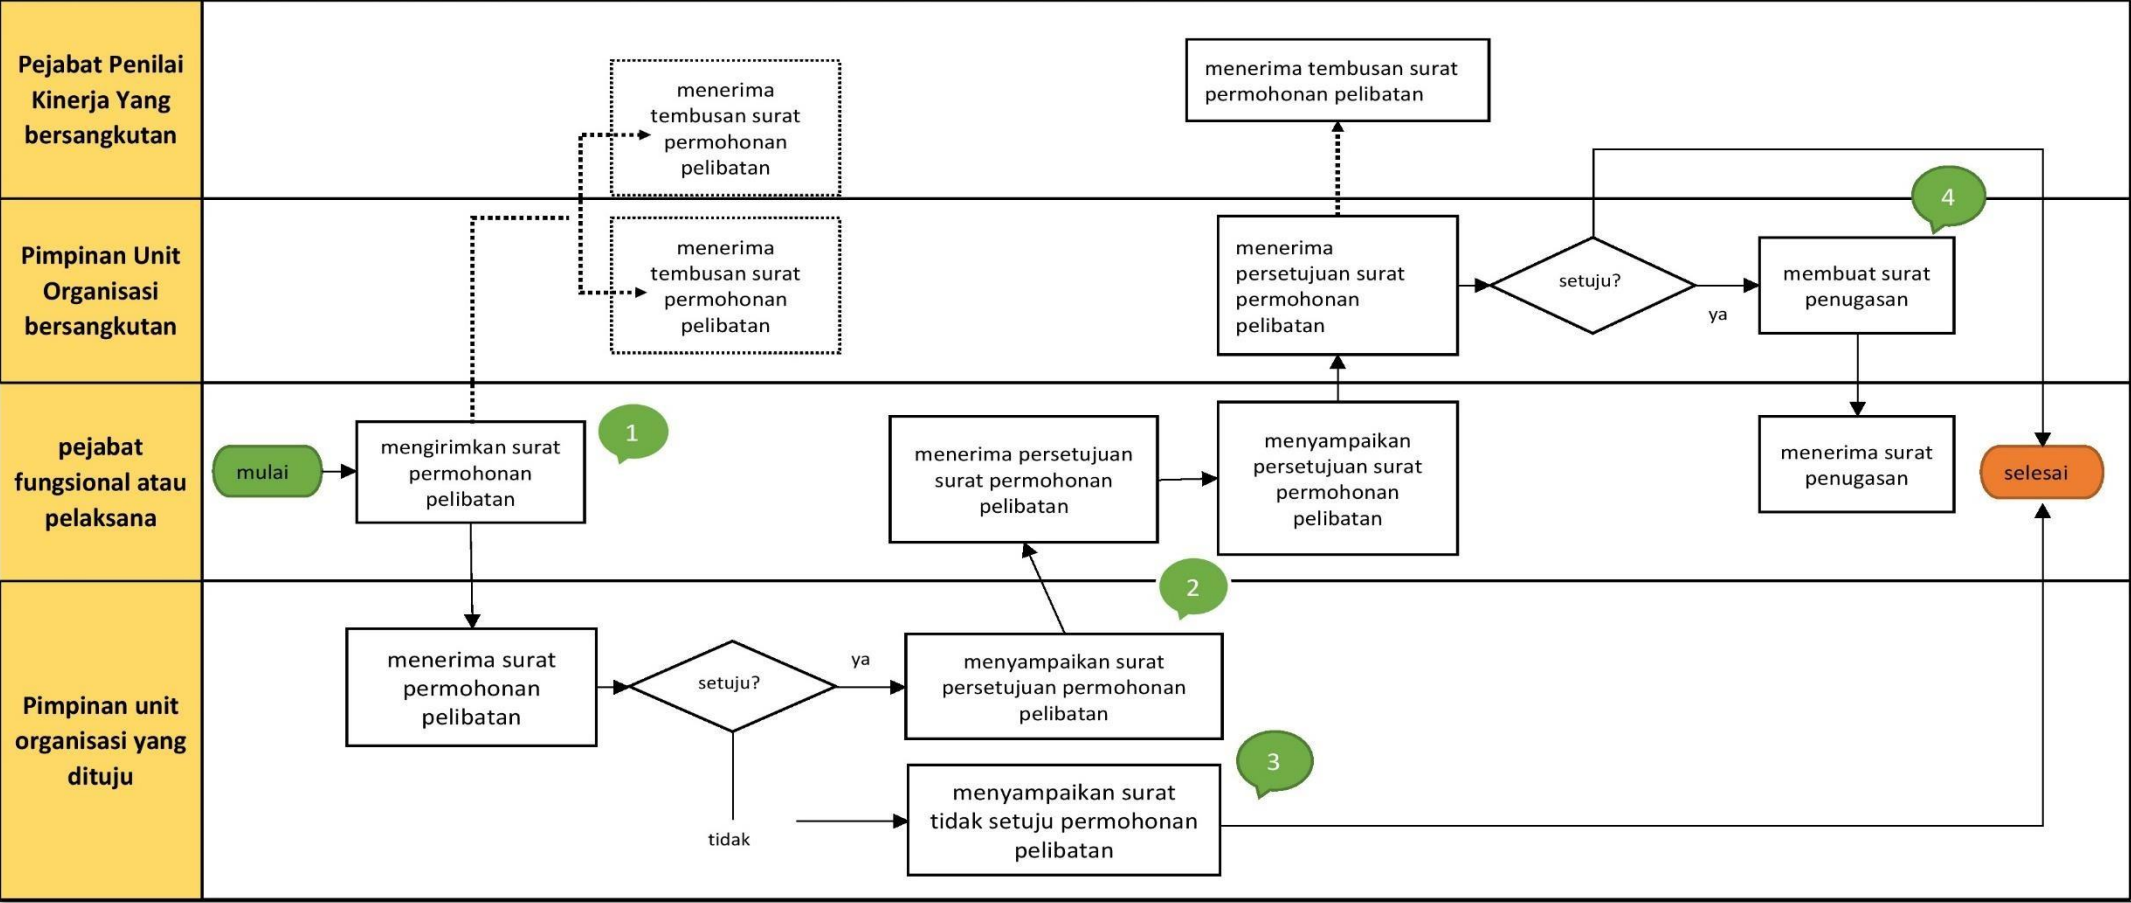 Pejabat Penilai
Kinerja Yang
bersangkutan
menerima
tembusan surat
permohonan
pelibatan
menerima tembusan surat
permohonan pelibatan
4
Pimpinan Unit
Organisasi
bersangkutan
menerima
tembusan surat
permohonan
pelibatan
menerima
persetujuan surat
permohonan
pelibatan
setuju?
ya
membuat surat
penugasan
pejabat
fungsional atau
pelaksana
mulai
mengirimkan surat
permohonan
pelibatan
1
menerima persetujuan
surat permohonan
pelibatan
menyampaikan
persetujuan surat
permohonan
pelibatan
menerima surat
penugasan
selesai
2
Pimpinan unit
organisasi yang
dituju
menerima surat
permohonan
pelibatan
setuju?
ya
menyampaikan surat
persetujuan permohonan
pelibatan
3
tidak
menyampaikan surat
tidak setuju permohonan
pelibatan